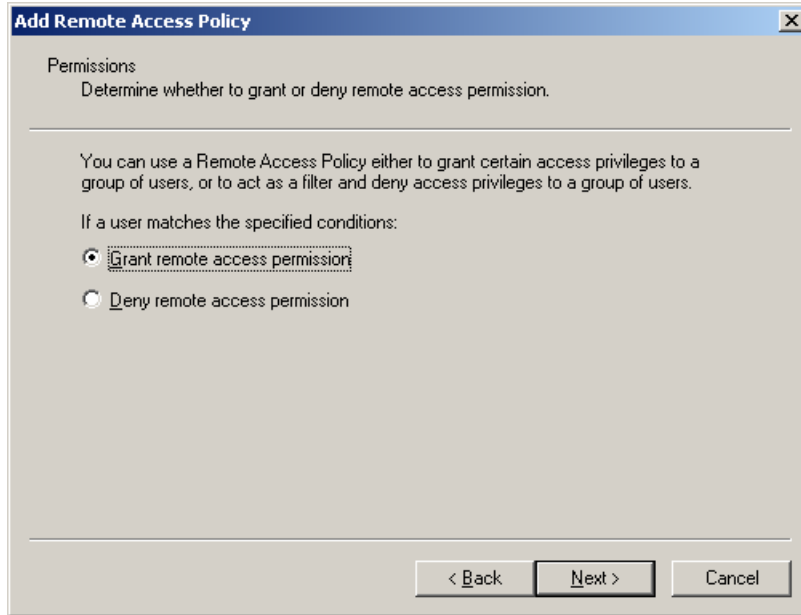 Add Remote Access Policy
Permissions
Determine whether to grant or deny remote access permission.
You can use a Remote Access Policy either to grant certain access privileges to a
group of users, or to act as a filter and deny access privileges to a group of users.
If a user matches the specified conditions:
Grant remote access permission
Deny remote access permission
< Back Next > Cancel